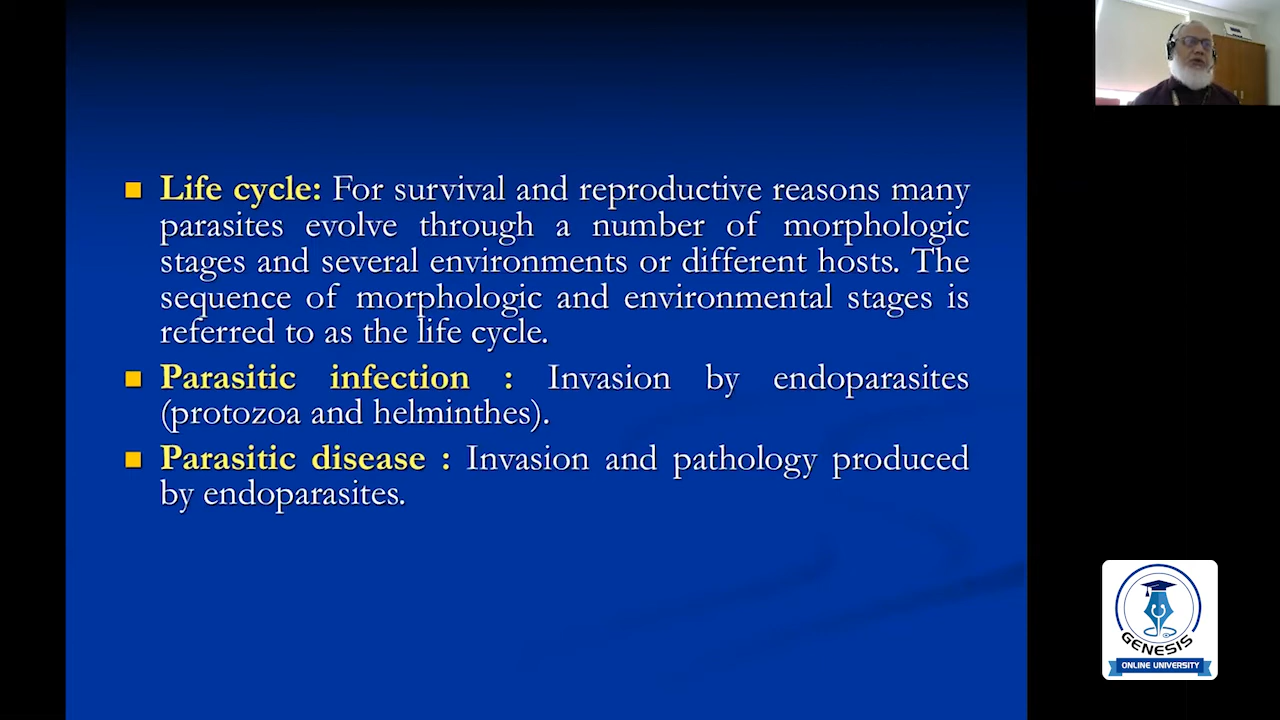 Life cycle: For survival and reproductive reasons many
parasites evolve through a number of morphologic
stages and several environments or different hosts. The
sequence of morphologic and environmental stages is
referred to as the life cycle.
Parasitic infection : Invasion by endoparasites
(protozoa and helminthes).
Parasitic disease : Invasion and pathology produced
by endoparasites.
GENESIS
ONLINE UNIVERSITY